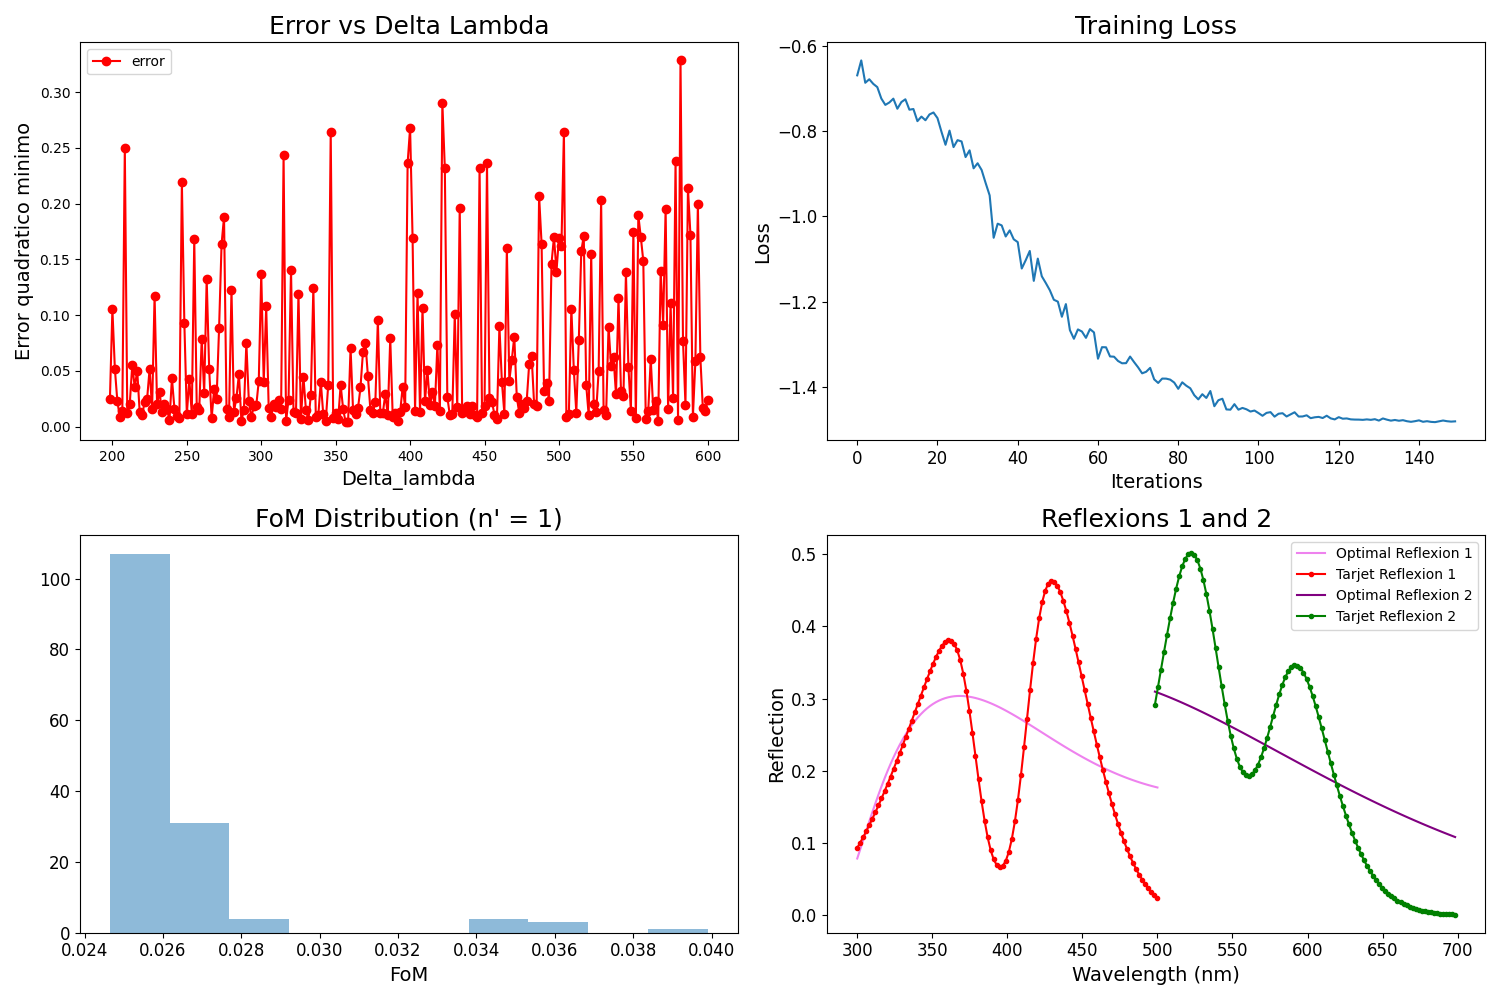 Error vs Delta Lambda
error
Error quadratico minimo
0.30
0.25
0.20
0.15
0.10
0.05
0.00
200 250 300 350 400 450 500 550 600
Delta_lambda
Training Loss
Loss
−0.6
−0.8
−1.0
−1.2
−1.4
0 20 40 60 80 100 120 140
Iterations
FoM Distribution (n' = 1)
100
80
60
40
20
0
0.024 0.026 0.028 0.030 0.032 0.034 0.036 0.038 0.040
FoM
Reflexions 1 and 2
Optimal Reflexion 1
Tarjet Reflexion 1
Optimal Reflexion 2
Tarjet Reflexion 2
Reflection
0.5
0.4
0.3
0.2
0.1
0.0
300 350 400 450 500 550 600 650 700
Wavelength (nm)